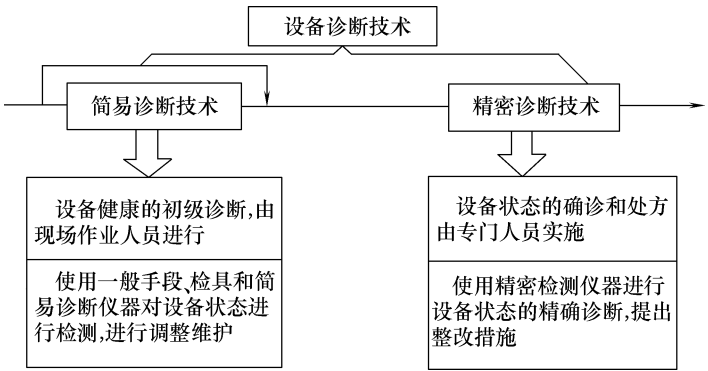 设备诊断技术
简易诊断技术
精密诊断技术
设备健康的初级诊断,由
现场作业人员进行
使用一般手段、检具和简
易诊断仪器对设备状态进
行检测,进行调整维护
设备状态的确诊和处方
由专门人员实施
使用精密检测仪器进行
设备状态的精确诊断,提出
整改措施